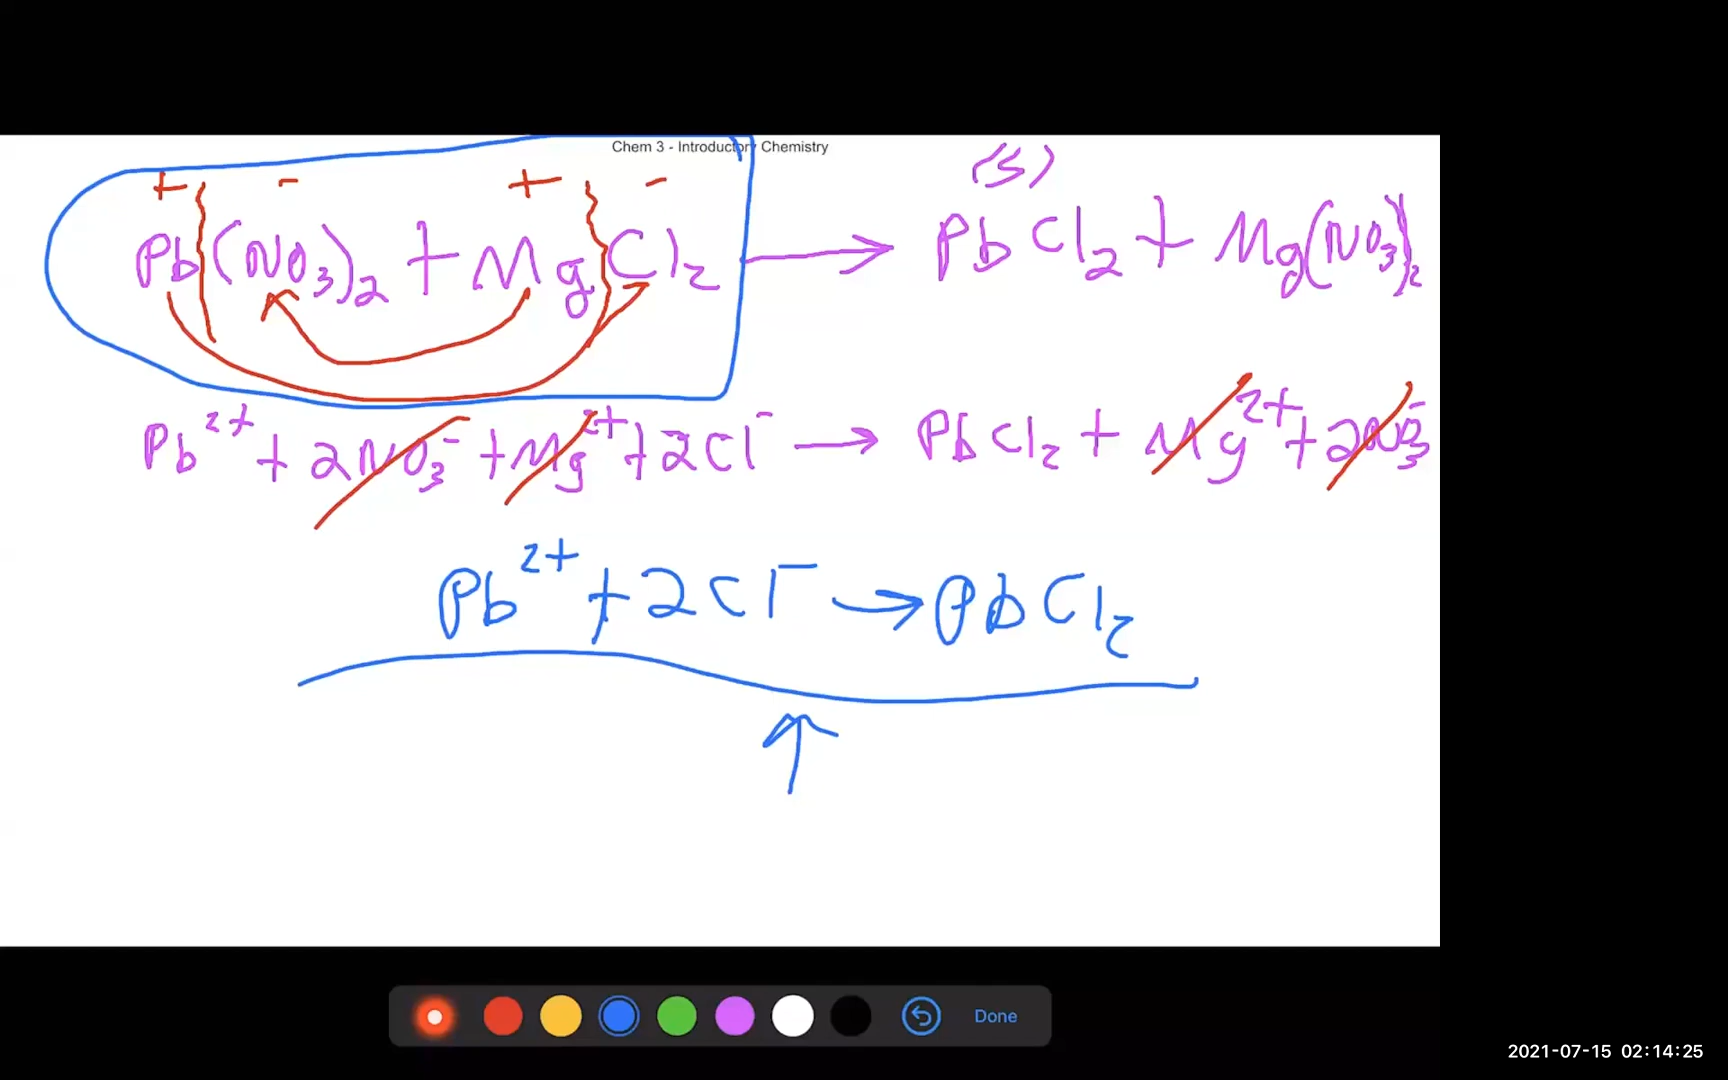 Chem 3 - Introductory Chemistry
(s)
+ - + -
Pb(NO₃)₂ + MgCl₂ → PbCl₂ + Mg(NO₃)₂
Pb²⁺ + 2NO₃⁻ + Mg²⁺ + 2Cl⁻ → PbCl₂ + Mg²⁺ + 2NO₃⁻
Pb²⁺ + 2Cl⁻ → PbCl₂
↑
Done
2021-07-15 02:14:25